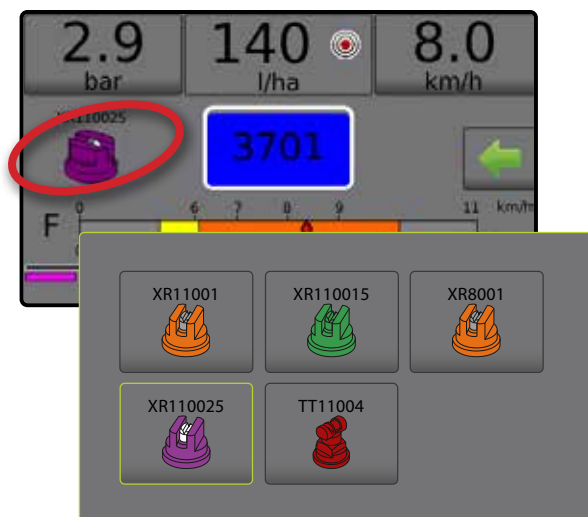 2.9 140 8.0
bar l/ha km/h
XR110025
3701
0 6 7 8 9 11 km/h
F
XR11001 XR110015 XR8001
XR110025 TT11004